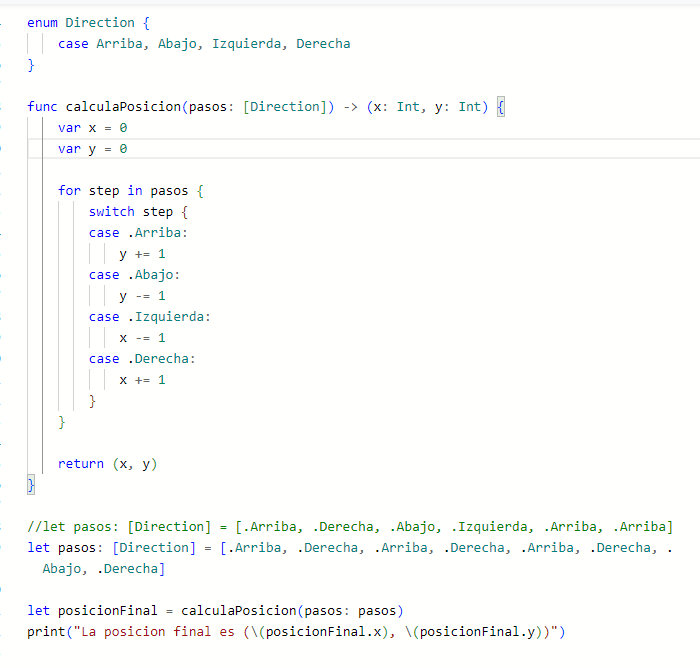 enum Direction {
case Arriba, Abajo, Izquierda, Derecha
}
func calculaPosicion(pasos: [Direction]) -> (x: Int, y: Int) {
var x = 0
var y = 0
for step in pasos {
switch step {
case .Arriba:
y += 1
case .Abajo:
y -= 1
case .Izquierda:
x -= 1
case .Derecha:
x += 1
}
}
return (x, y)
}
//let pasos: [Direction] = [.Arriba, .Derecha, .Abajo, .Izquierda, .Arriba, .Arriba]
let pasos: [Direction] = [.Arriba, .Derecha, .Arriba, .Derecha, .Arriba, .Derecha, .
Abajo, .Derecha]
let posicionFinal = calculaPosicion(pasos: pasos)
print("La posicion final es (\(posicionFinal.x), \(posicionFinal.y))")